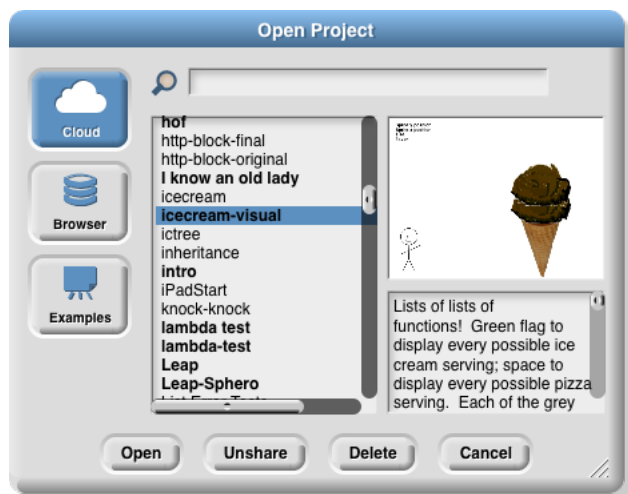 Open Project
Cloud
Browser
Examples
hof
http-block-final
http-block-original
I know an old lady
icecream
icecream-visual
ictree
inheritance
intro
iPadStart
knock-knock
lambda test
lambda-test
Leap
Leap-Sphero
Lists of lists of
functions! Green flag to
display every possible ice
cream serving; space to
display every possible pizza
serving. Each of the grey
Open
Unshare
Delete
Cancel